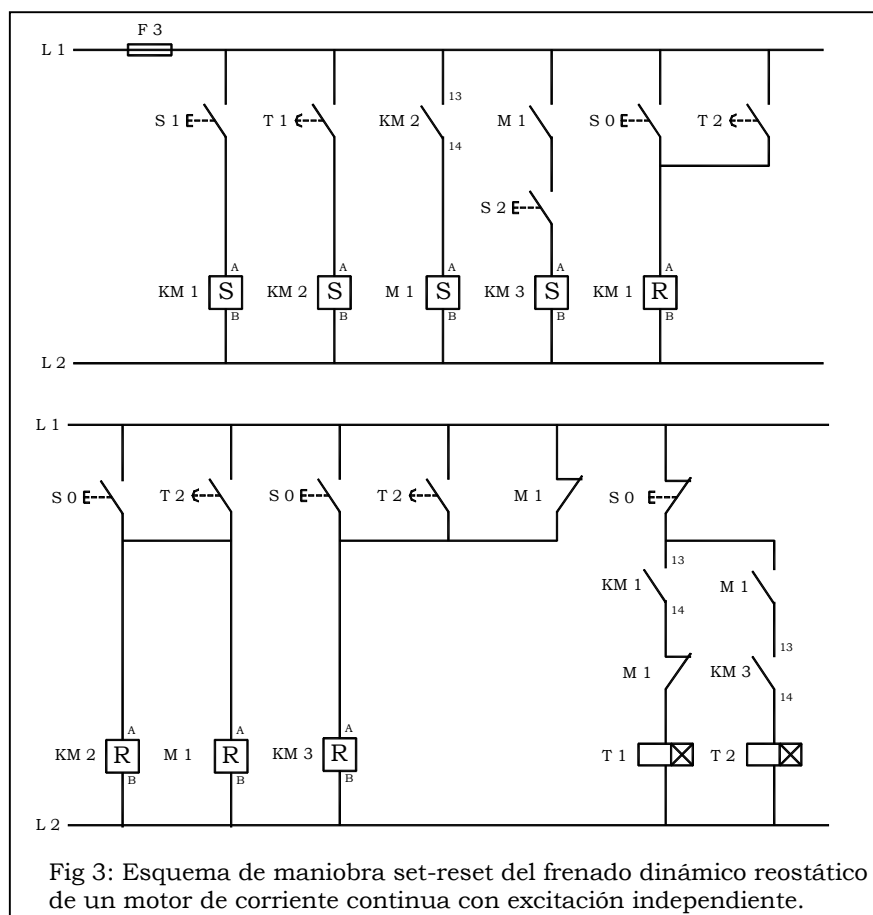 F 3
L 1
13
S 1 T 1 KM 2 M 1 S 0 T 2
14
S 2
A A A A A
KM 1 S KM 2 S M 1 S KM 3 S KM 1 R
B B B B B
L 2
L 1
S 0 T 2 S 0 T 2 M 1 S 0
13
KM 1 M 1
14
13
M 1 KM 3
14
A A A
KM 2 R M 1 R KM 3 R T 1 T 2
B B B
L 2
Fig 3: Esquema de maniobra set-reset del frenado dinámico reostático
de un motor de corriente continua con excitación independiente.